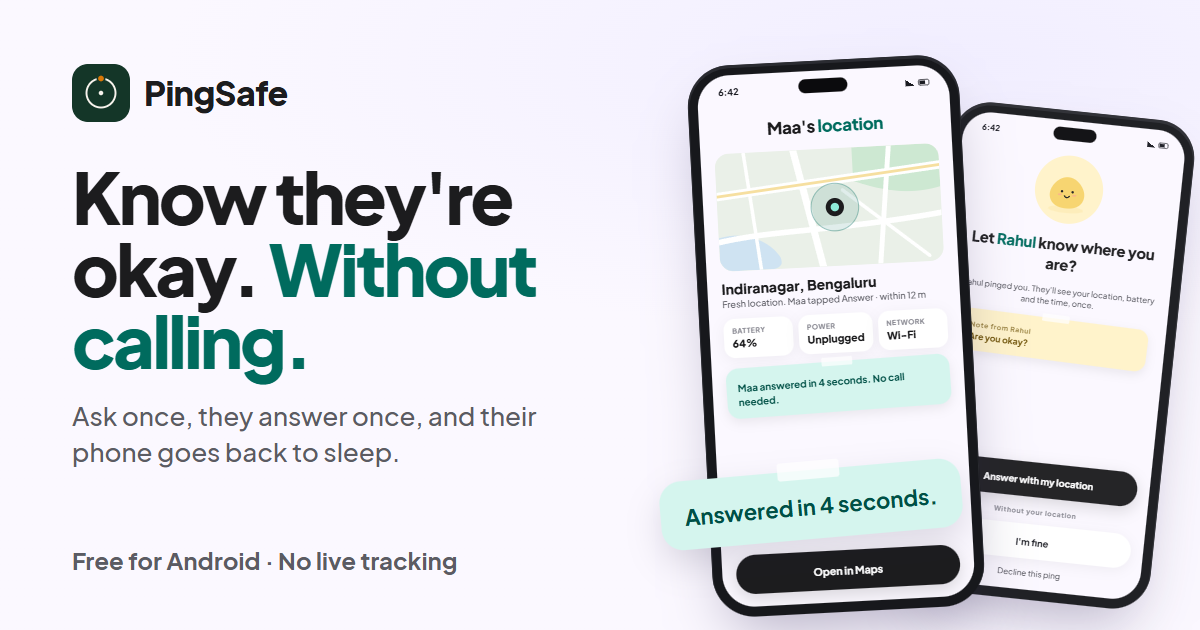 PingSafe
Know they're
okay. Without
calling.
Ask once, they answer once, and their
phone goes back to sleep.
Free for Android · No live tracking
6:42
Maa's location
Indiranagar, Bengaluru
Fresh location. Maa tapped Answer · within 12 m
BATTERY
64%
POWER
Unplugged
NETWORK
Wi-Fi
Maa answered in 4 seconds. No call
needed.
Answered in 4 seconds.
Open in Maps
6:42
Let Rahul know where you
are?
pinged you. They'll see your location, battery
and the time, once.
Note from Rahul
you okay?
Answer with my location
Without your location
I'm fine
Decline this ping